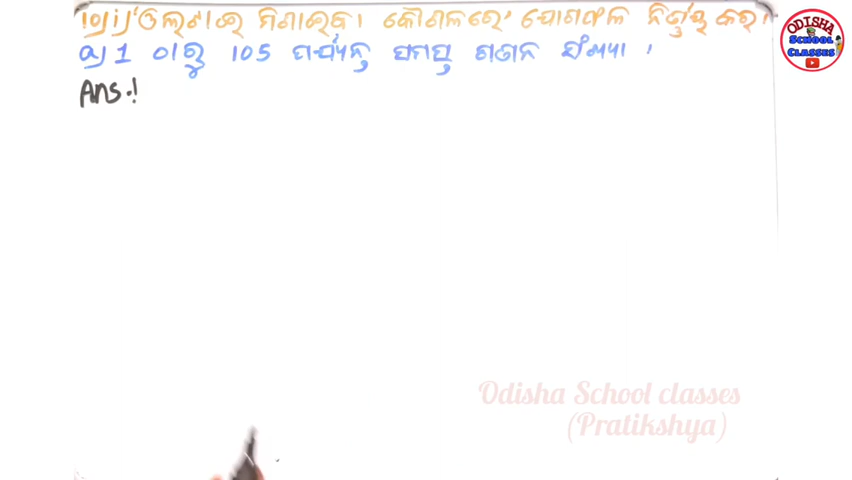 10) i) 'ଓଲଟାଇ ମିଶାଇବା କୌଶଳରେ' ଯୋଗଫଳ ନିର୍ଣ୍ଣୟ କର ।
a) 1 ଠାରୁ 105 ପର୍ଯ୍ୟନ୍ତ ସମସ୍ତ ଗଣନ ସଂଖ୍ୟା ।
Ans :-
ODISHA
SCHOOL
CLASSES
Odisha School classes
(Pratikshya)